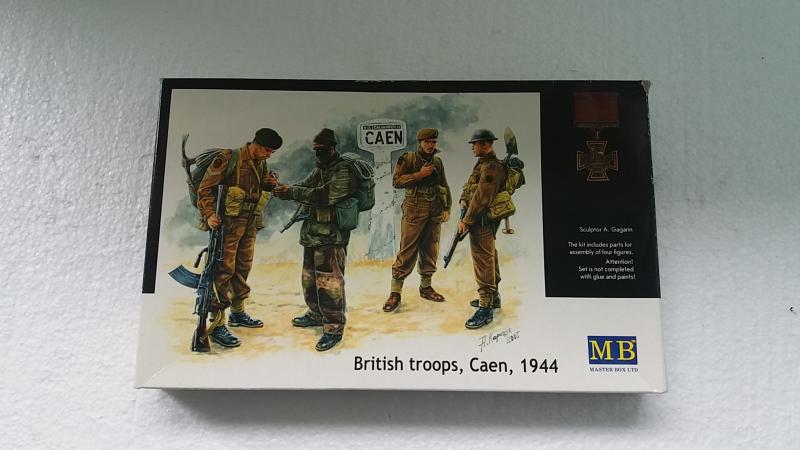 CAEN
Sculptor A. Gagarin
The kit includes parts for
assembly of four figures.
Attention!
Set is not completed
with glue and paints!
2005
British troops, Caen, 1944
MB
MASTER BOX LTD